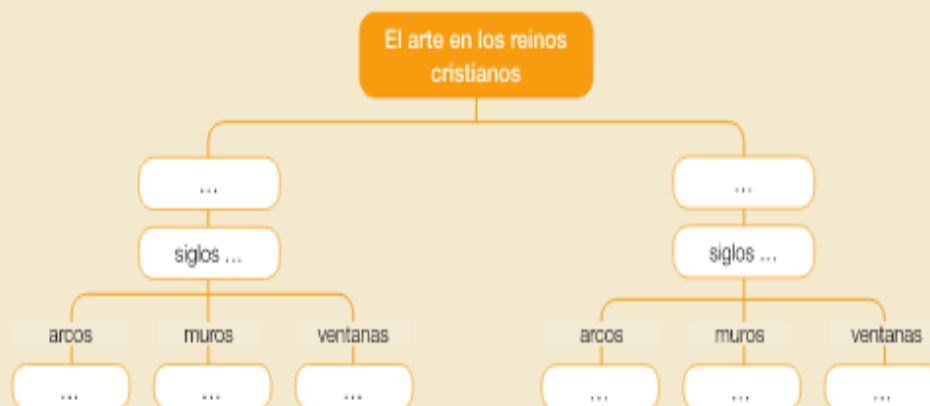 El arte en los reinos
cristianos
...
...
siglos ...
siglos ...
arcos
muros
ventanas
arcos
muros
ventanas
...
...
...
...
...
...